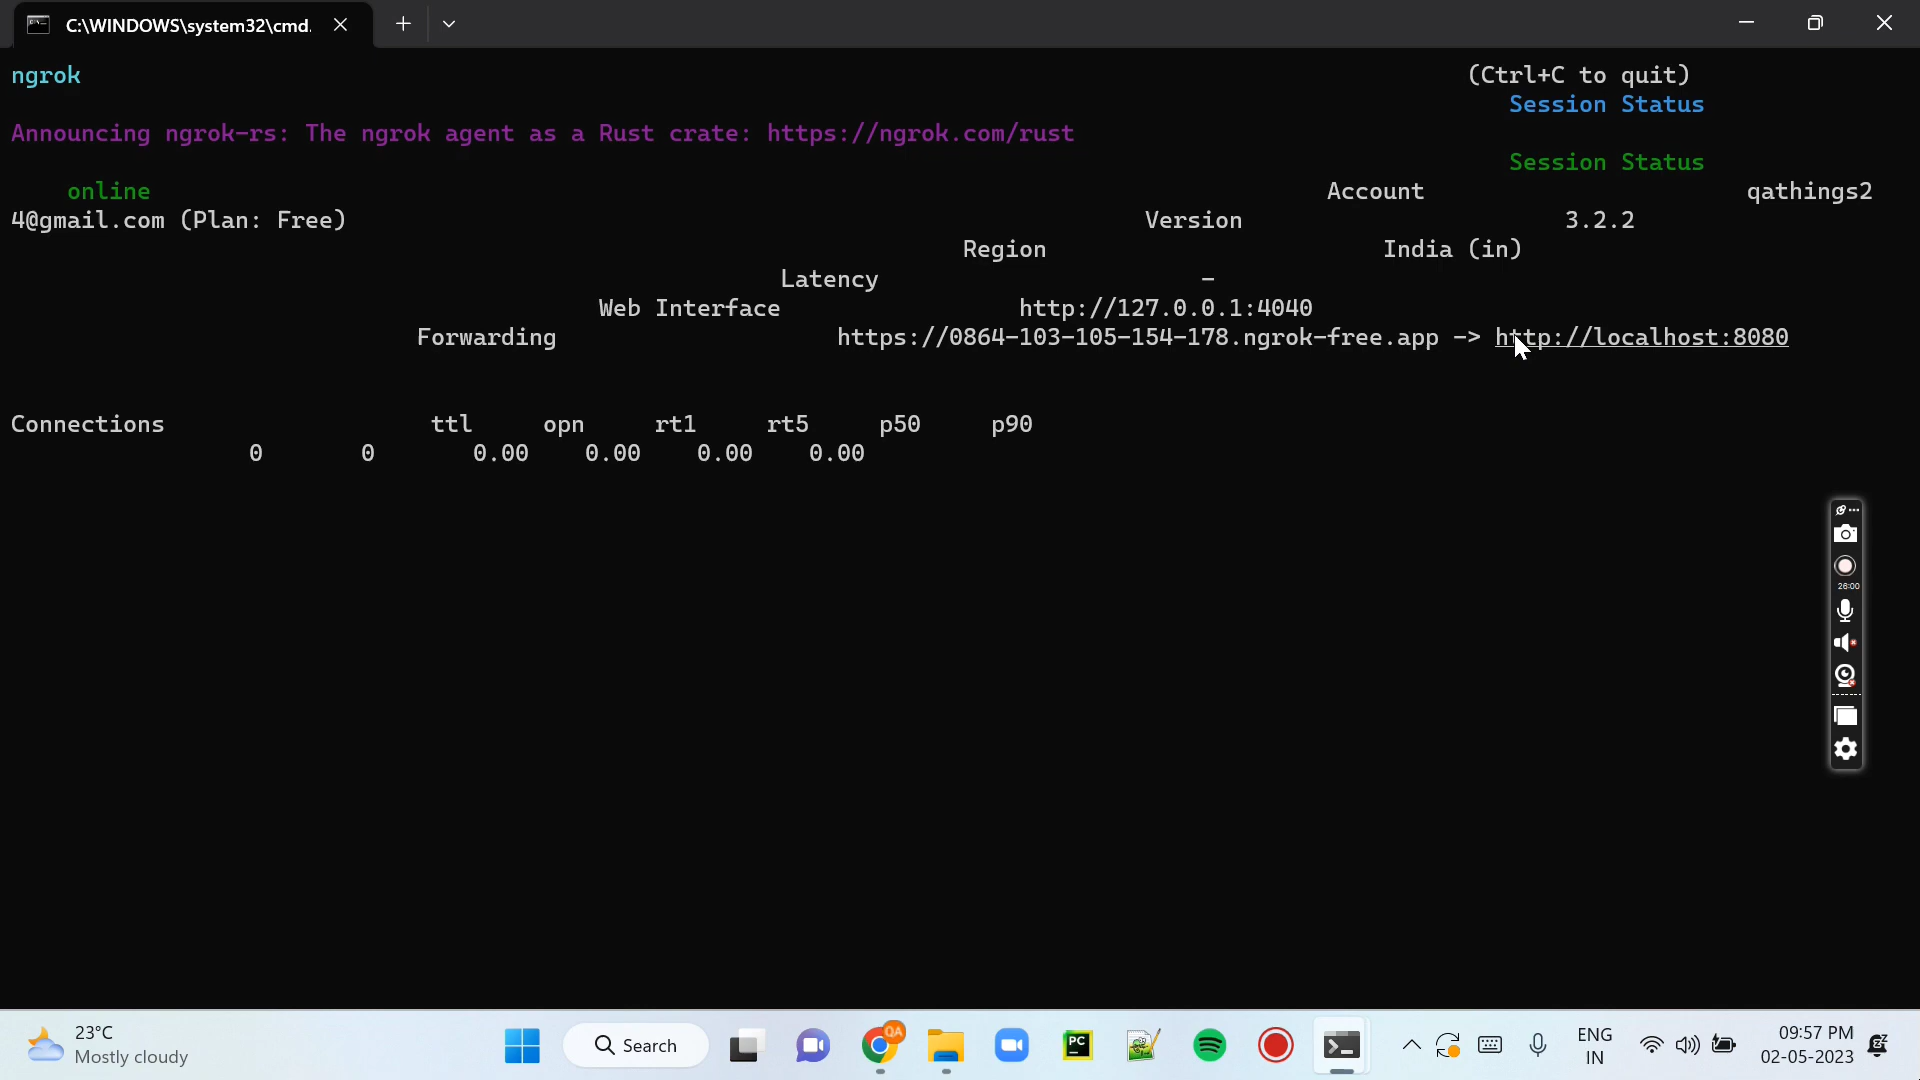 C:\WINDOWS\system32\cmd.
ngrok (Ctrl+C to quit)
Session Status
Announcing ngrok-rs: The ngrok agent as a Rust crate: https://ngrok.com/rust
Session Status
online Account qathings2
4@gmail.com (Plan: Free) Version 3.2.2
Region India (in)
Latency -
Web Interface http://127.0.0.1:4040
Forwarding https://0864-103-105-154-178.ngrok-free.app -> http://localhost:8080
Connections ttl opn rt1 rt5 p50 p90
0 0 0.00 0.00 0.00 0.00
26:00
23°C
Mostly cloudy
Search
QA
PC
ENG
IN
09:57 PM
02-05-2023